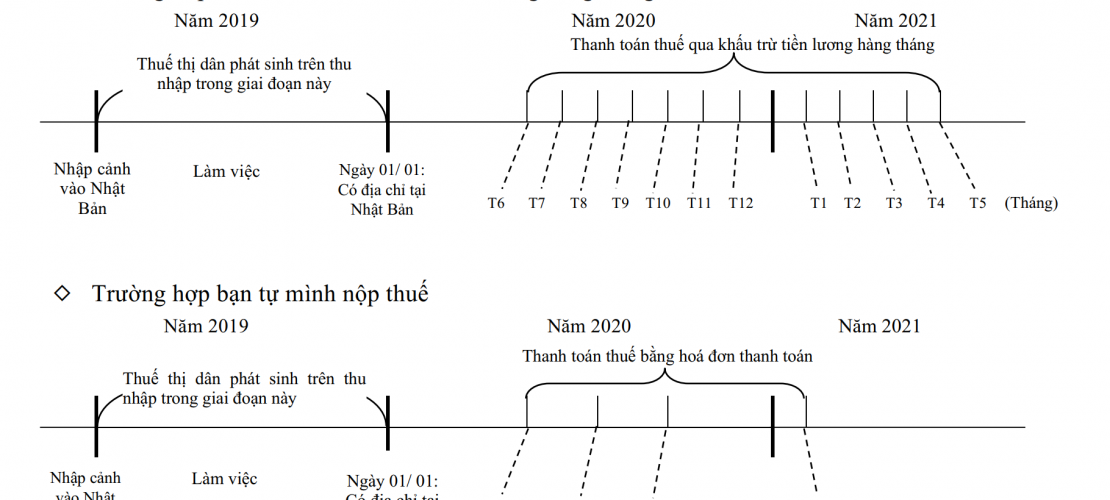 Năm 2019
Năm 2020
Năm 2021
Thanh toán thuế qua khấu trừ tiền lương hàng tháng
Thuế thị dân phát sinh trên thu
nhập trong giai đoạn này
Nhập cảnh
vào Nhật
Bản
Làm việc
Ngày 01/ 01:
Có địa chỉ tại
Nhật Bản
T6 T7 T8 T9 T10 T11 T12 T1 T2 T3 T4 T5 (Tháng)
◇ Trường hợp bạn tự mình nộp thuế
Năm 2019
Năm 2020
Năm 2021
Thanh toán thuế bằng hoá đơn thanh toán
Thuế thị dân phát sinh trên thu
nhập trong giai đoạn này
Nhập cảnh
vào Nhật
Làm việc
Ngày 01/ 01:
Có địa chỉ tại